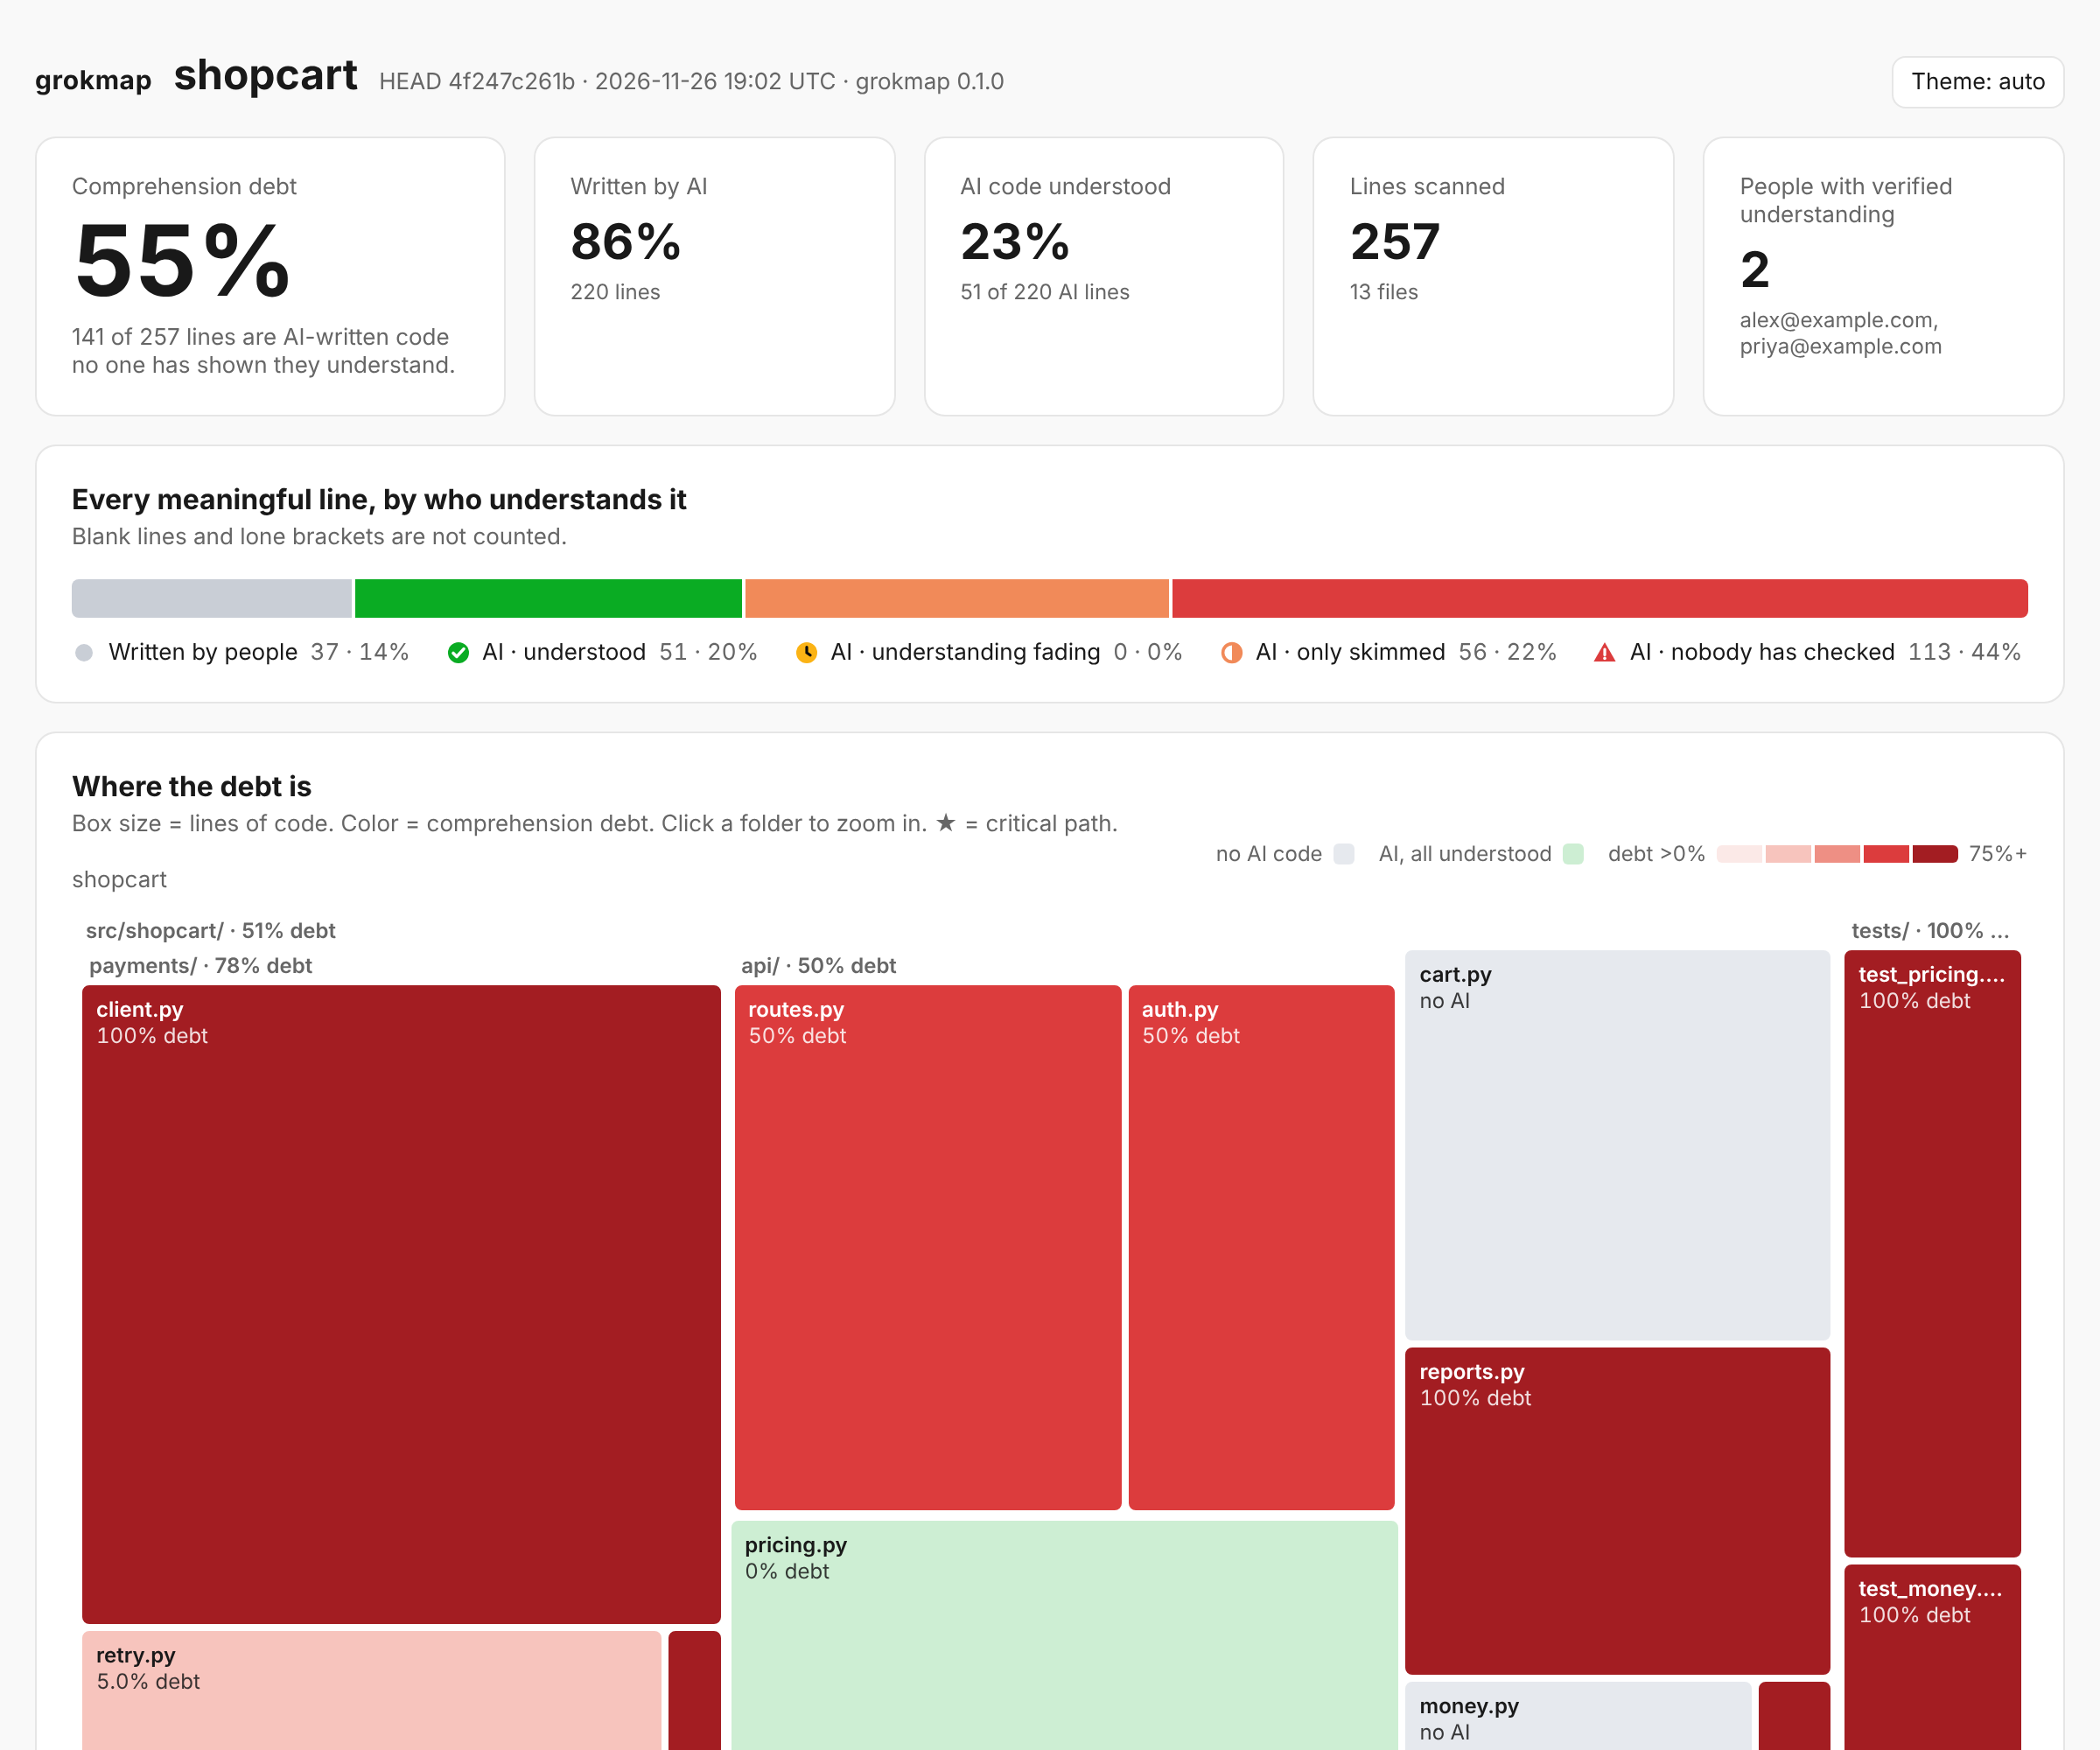 grokmap shopcart HEAD 4f247c261b · 2026-11-26 19:02 UTC · grokmap 0.1.0
Theme: auto
Comprehension debt
55%
141 of 257 lines are AI-written code
no one has shown they understand.
Written by AI
86%
220 lines
AI code understood
23%
51 of 220 AI lines
Lines scanned
257
13 files
People with verified
understanding
2
alex@example.com,
priya@example.com
Every meaningful line, by who understands it
Blank lines and lone brackets are not counted.
Written by people 37 · 14%
AI · understood 51 · 20%
AI · understanding fading 0 · 0%
AI · only skimmed 56 · 22%
AI · nobody has checked 113 · 44%
Where the debt is
Box size = lines of code. Color = comprehension debt. Click a folder to zoom in. ★ = critical path.
no AI code
AI, all understood
debt >0%
75%+
shopcart
src/shopcart/ · 51% debt
payments/ · 78% debt
client.py
100% debt
retry.py
5.0% debt
api/ · 50% debt
routes.py
50% debt
auth.py
50% debt
pricing.py
0% debt
cart.py
no AI
reports.py
100% debt
money.py
no AI
tests/ · 100% ...
test_pricing....
100% debt
test_money....
100% debt